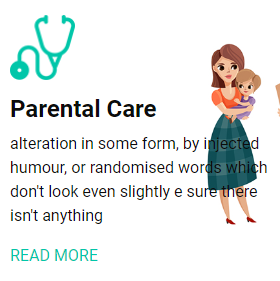 Parental Care
alteration in some form, by injected
humour, or randomised words which
don't look even slightly e sure there
isn't anything
READ MORE